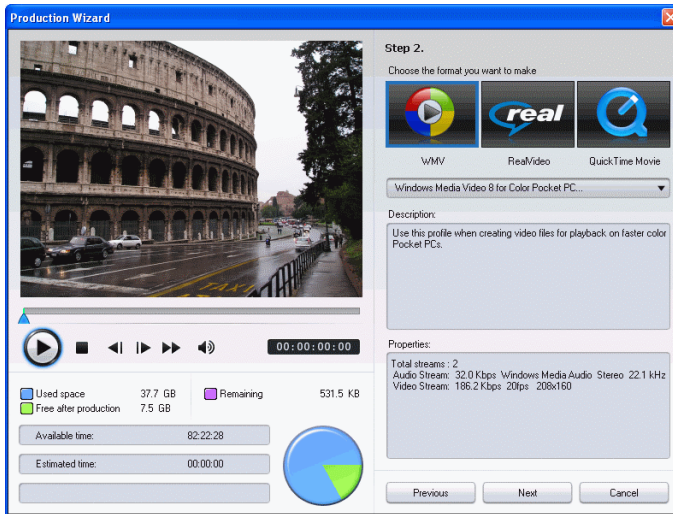 Production Wizard
Step 2.
Choose the format you want to make
real
WMV
RealVideo
QuickTime Movie
Windows Media Video 8 for Color Pocket PC...
Description:
Use this profile when creating video files for playback on faster color
Pocket PCs.
TAXI
00:00:00:00
Properties:
Total streams : 2
Audio Stream: 32.0 Kbps Windows Media Audio Stereo 22.1 kHz
Video Stream: 186.2 Kbps 20fps 208x160
Used space 37.7 GB
Remaining 531.5 KB
Free after production 7.5 GB
Available time: 82:22:28
Estimated time: 00:00:00
Previous
Next
Cancel